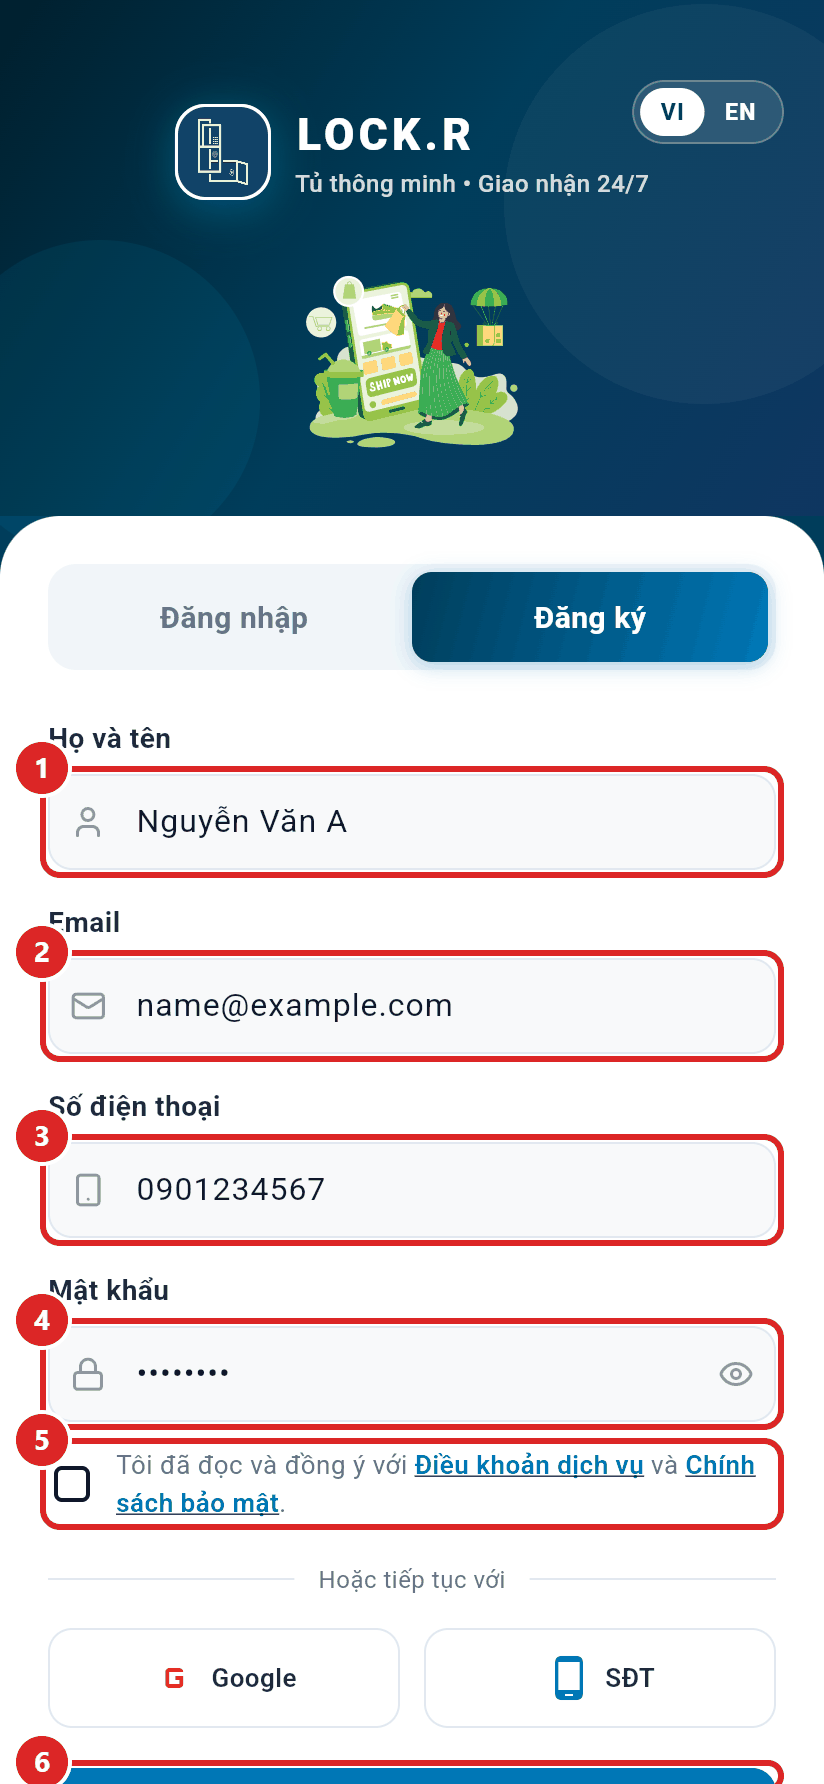 LOCK.R
VI EN
Tủ thông minh • Giao nhận 24/7
SHIP NOW
Đăng nhập
Đăng ký
Họ và tên
1
Nguyễn Văn A
Email
2
name@example.com
Số điện thoại
3
0901234567
Mật khẩu
4
••••••••
5
Tôi đã đọc và đồng ý với Điều khoản dịch vụ và Chính
sách bảo mật.
Hoặc tiếp tục với
G Google
SĐT
6